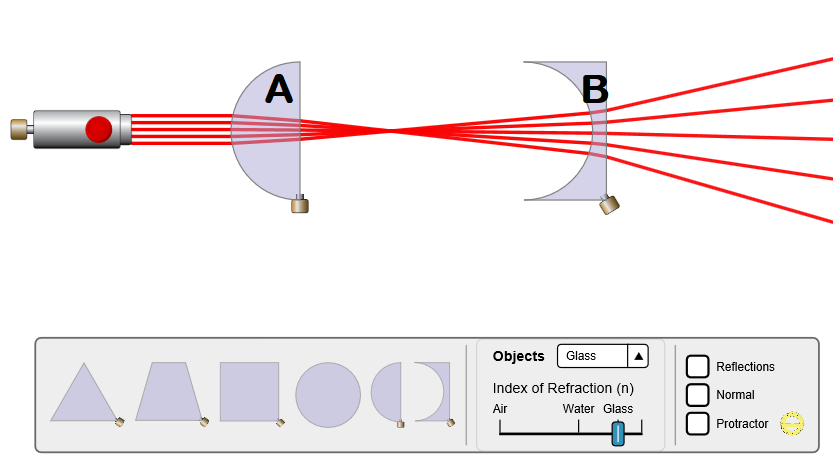 A
B
Objects Glass
Index of Refraction (n)
Air Water Glass
Reflections
Normal
Protractor